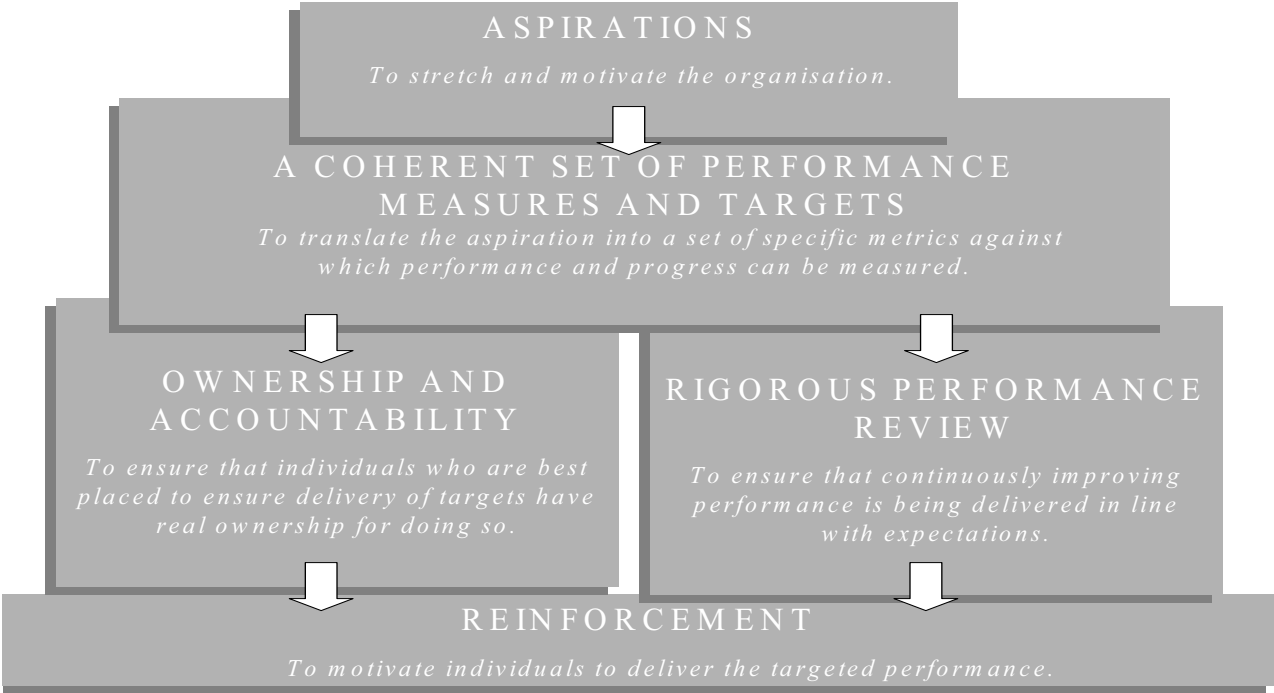 ASPIRATIONS
To stretch and motivate the organisation.
A COHERENT SET OF PERFORMANCE
MEASURES AND TARGETS
To translate the aspiration into a set of specific metrics against
which performance and progress can be measured.
OWNERSHIP AND
ACCOUNTABILITY
To ensure that individuals who are best
placed to ensure delivery of targets have
real ownership for doing so.
RIGOROUS PERFORMANCE
REVIEW
To ensure that continuously improving
performance is being delivered in line
with expectations.
REINFORCEMENT
To motivate individuals to deliver the targeted performance.